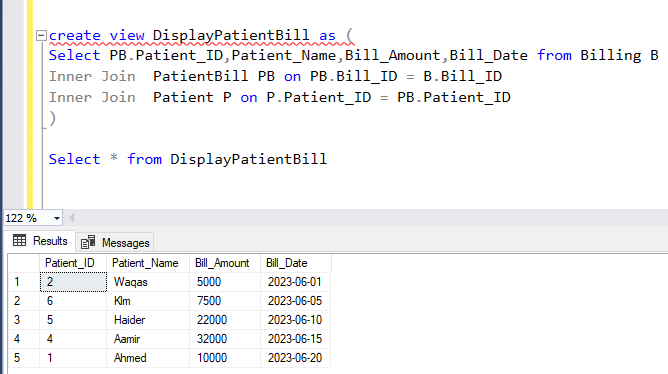 create view DisplayPatientBill as (
Select PB.Patient_ID,Patient_Name,Bill_Amount,Bill_Date from Billing B
Inner Join  PatientBill PB on PB.Bill_ID = B.Bill_ID
Inner Join  Patient P on P.Patient_ID = PB.Patient_ID
)
Select * from DisplayPatientBill
122 %
Results Messages
Patient_ID Patient_Name Bill_Amount Bill_Date
1 2 Waqas 5000 2023-06-01
2 6 Klm 7500 2023-06-05
3 5 Haider 22000 2023-06-10
4 4 Aamir 32000 2023-06-15
5 1 Ahmed 10000 2023-06-20